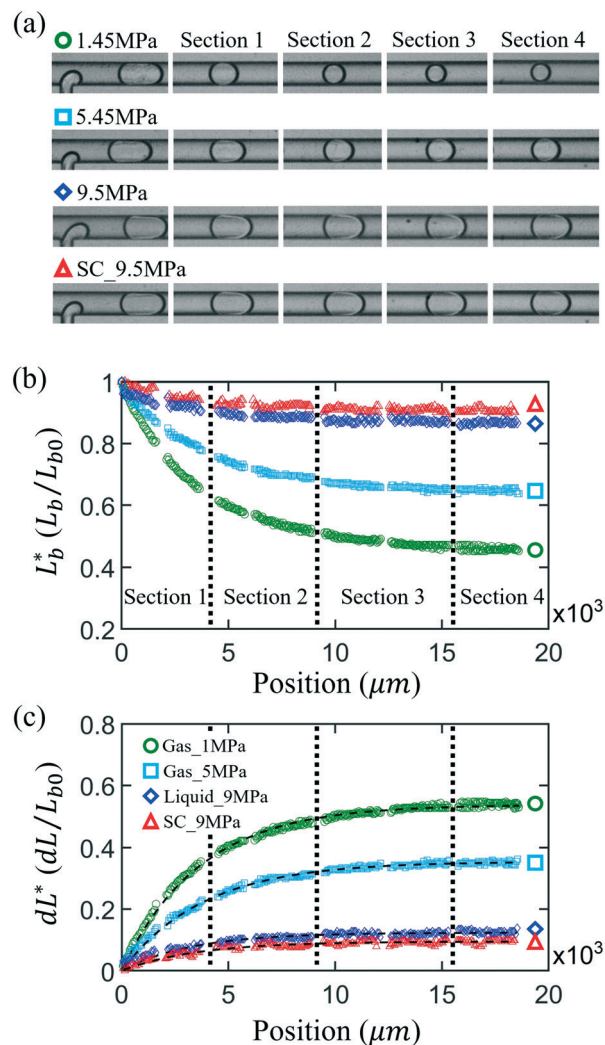 (a)
1.45MPa Section 1 Section 2 Section 3 Section 4
5.45MPa
9.5MPa
SC_9.5MPa
(b)
1
0.8
0.6
0.4
0.2
L*b (Lb/Lb0)
Section 1 Section 2 Section 3 Section 4
0 5 10 15 20
x10³
Position (μm)
(c)
0.8
0.6
0.4
0.2
0
dL* (dL/Lb0)
Gas_1MPa
Gas_5MPa
Liquid_9MPa
SC_9MPa
0 5 10 15 20
x10³
Position (μm)